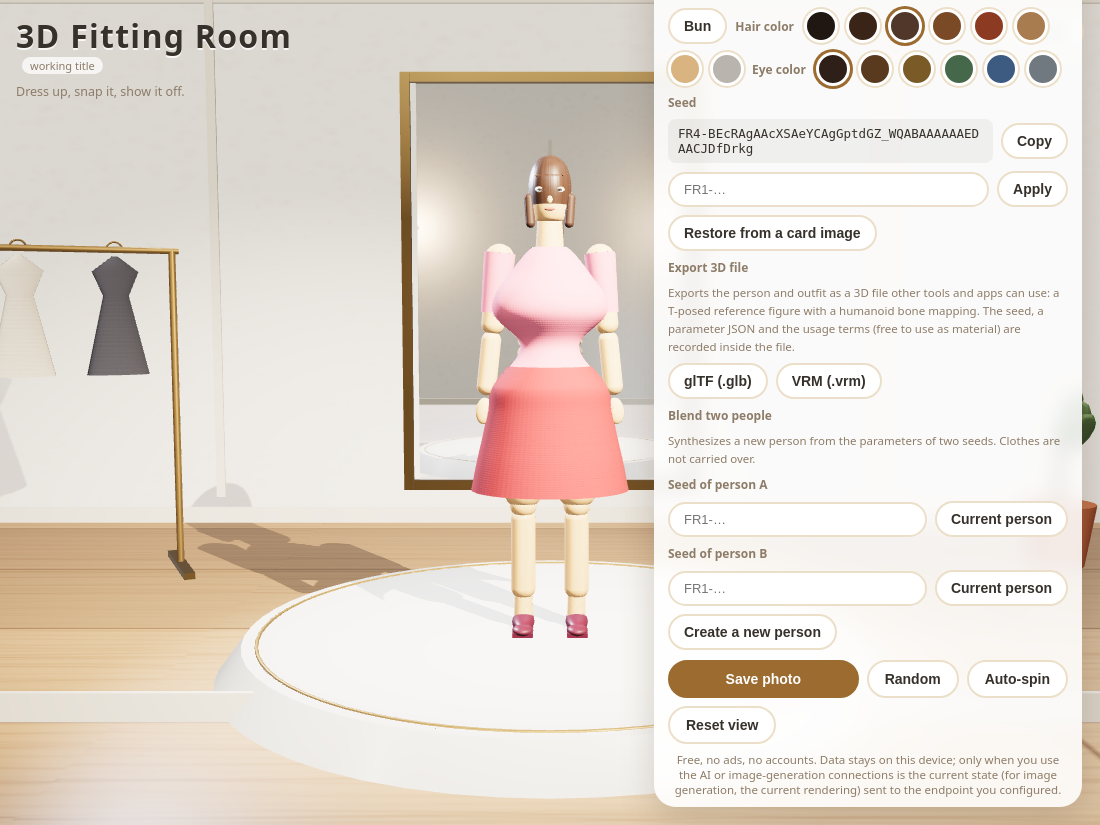 3D Fitting Room
working title
Dress up, snap it, show it off.
Bun
Hair color
Eye color
Seed
FR4-BEcRAgAAcXSAeYCAgGptdGZ_WQABAAAAAAED
AACJDfDrkg
Copy
FR1-…
Apply
Restore from a card image
Export 3D file
Exports the person and outfit as a 3D file other tools and apps can use: a
T-posed reference figure with a humanoid bone mapping. The seed, a
parameter JSON and the usage terms (free to use as material) are
recorded inside the file.
glTF (.glb)
VRM (.vrm)
Blend two people
Synthesizes a new person from the parameters of two seeds. Clothes are
not carried over.
Seed of person A
FR1-…
Current person
Seed of person B
FR1-…
Current person
Create a new person
Save photo
Random
Auto-spin
Reset view
Free, no ads, no accounts. Data stays on this device; only when you use
the AI or image-generation connections is the current state (for image
generation, the current rendering) sent to the endpoint you configured.